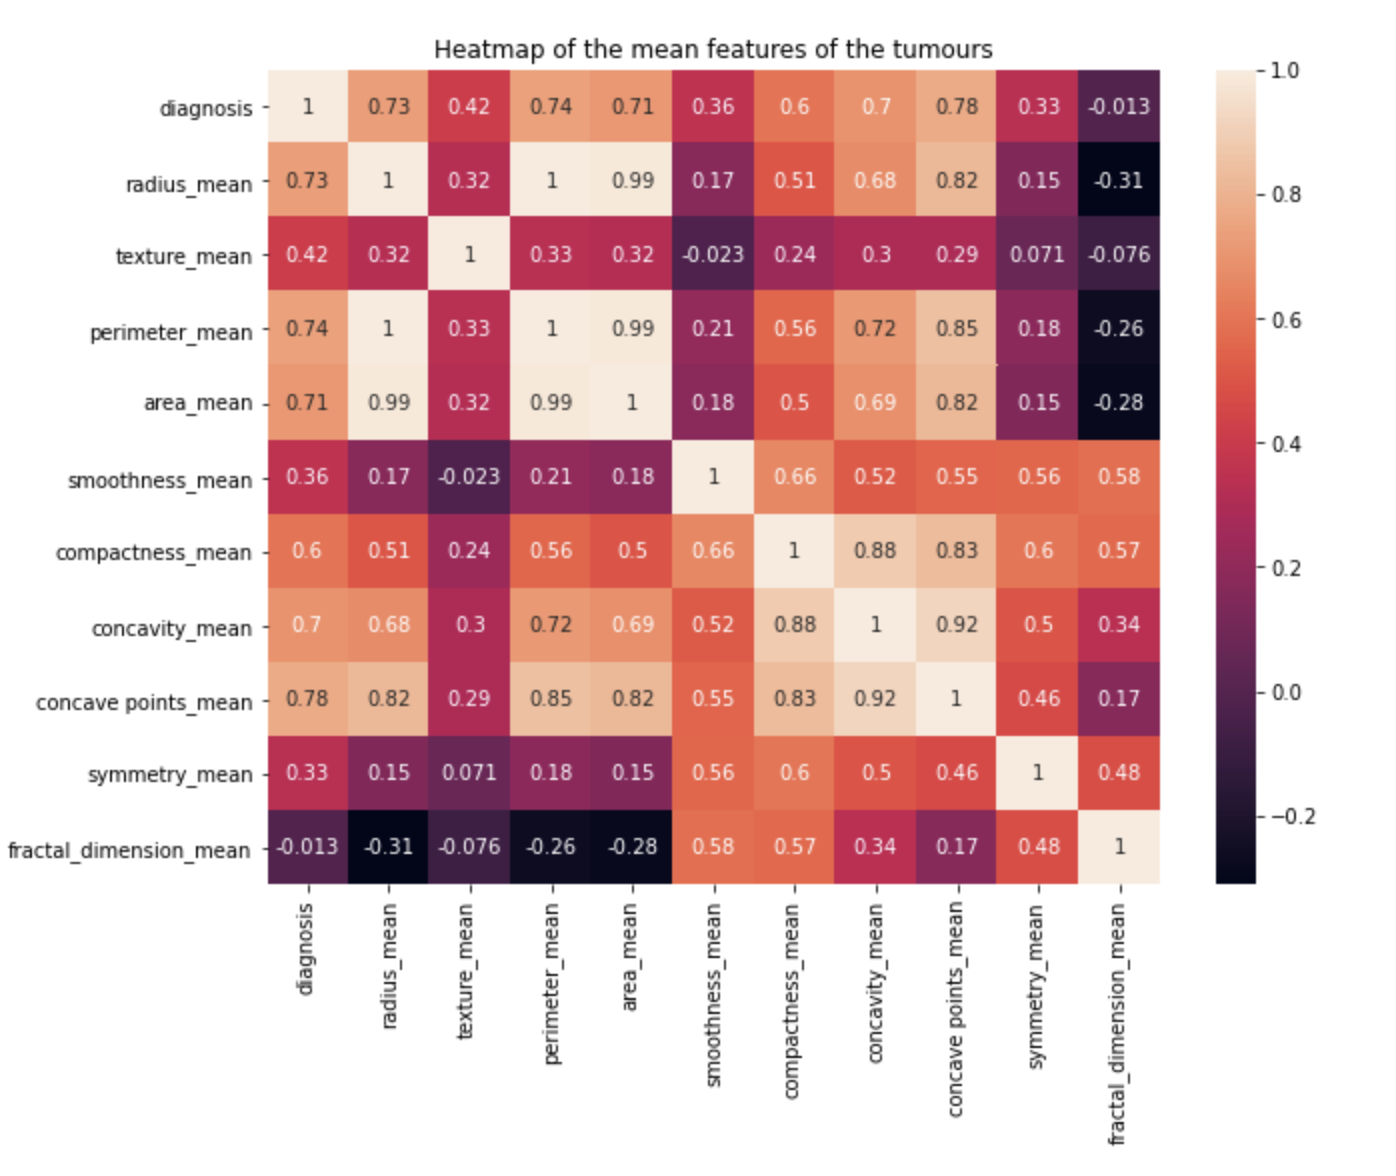 Heatmap of the mean features of the tumours
diagnosis 1 0.73 0.42 0.74 0.71 0.36 0.6 0.7 0.78 0.33 -0.013
radius_mean 0.73 1 0.32 1 0.99 0.17 0.51 0.68 0.82 0.15 -0.31
texture_mean 0.42 0.32 1 0.33 0.32 -0.023 0.24 0.3 0.29 0.071 -0.076
perimeter_mean 0.74 1 0.33 1 0.99 0.21 0.56 0.72 0.85 0.18 -0.26
area_mean 0.71 0.99 0.32 0.99 1 0.18 0.5 0.69 0.82 0.15 -0.28
smoothness_mean 0.36 0.17 -0.023 0.21 0.18 1 0.66 0.52 0.55 0.56 0.58
compactness_mean 0.6 0.51 0.24 0.56 0.5 0.66 1 0.88 0.83 0.6 0.57
concavity_mean 0.7 0.68 0.3 0.72 0.69 0.52 0.88 1 0.92 0.5 0.34
concave points_mean 0.78 0.82 0.29 0.85 0.82 0.55 0.83 0.92 1 0.46 0.17
symmetry_mean 0.33 0.15 0.071 0.18 0.15 0.56 0.6 0.5 0.46 1 0.48
fractal_dimension_mean -0.013 -0.31 -0.076 -0.26 -0.28 0.58 0.57 0.34 0.17 0.48 1
diagnosis
radius_mean
texture_mean
perimeter_mean
area_mean
smoothness_mean
compactness_mean
concavity_mean
concave points_mean
symmetry_mean
fractal_dimension_mean
1.0
0.8
0.6
0.4
0.2
0.0
−0.2